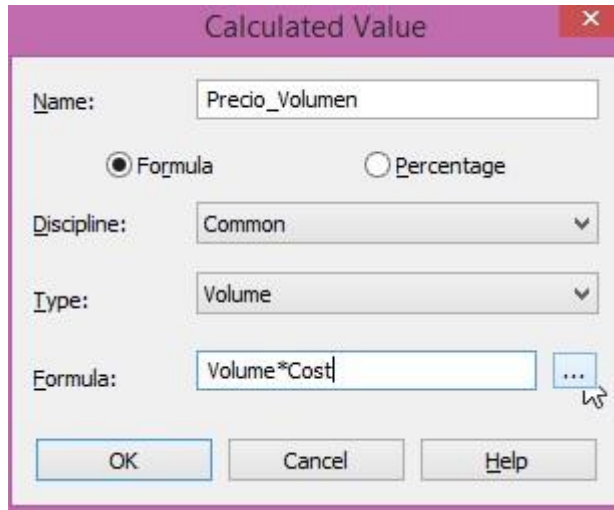 Calculated Value
Name: Precio_Volumen
Formula Percentage
Discipline: Common
Type: Volume
Formula: Volume*Cost ...
OK Cancel Help